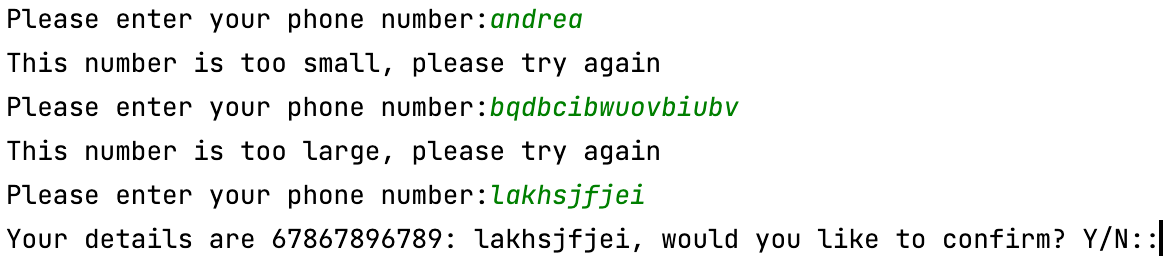 Please enter your phone number:andrea
This number is too small, please try again
Please enter your phone number:bqdbcibwuovbiubv
This number is too large, please try again
Please enter your phone number:lakhsjfjei
Your details are 67867896789: lakhsjfjei, would you like to confirm? Y/N::